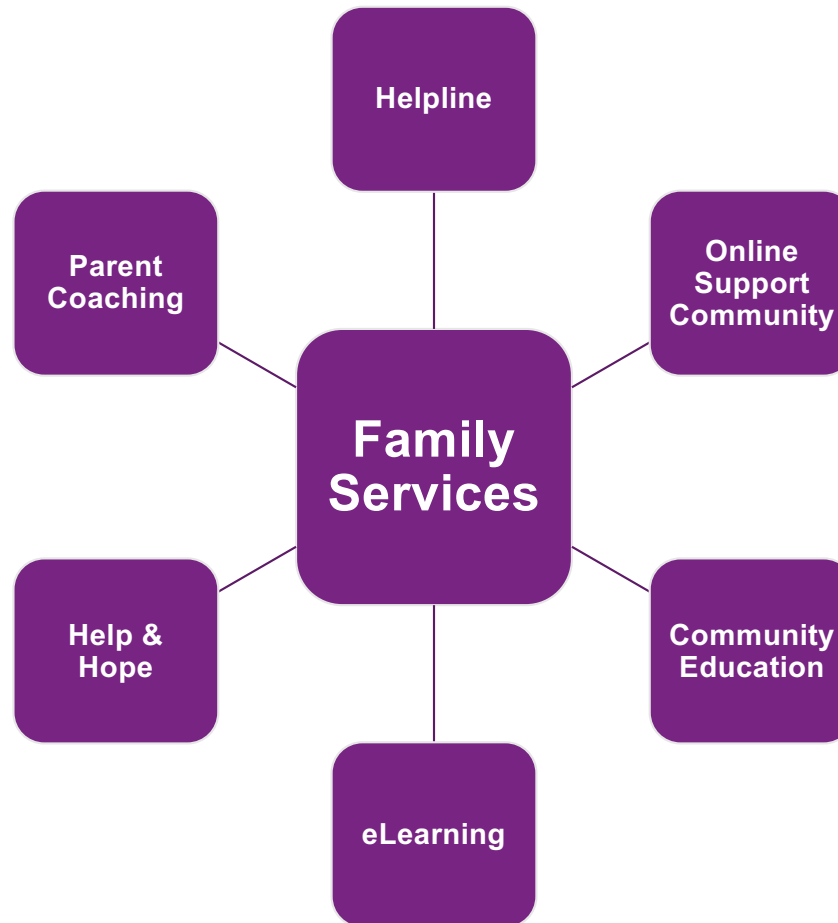 Helpline
Parent
Coaching
Online
Support
Community
Family
Services
Help &
Hope
Community
Education
eLearning